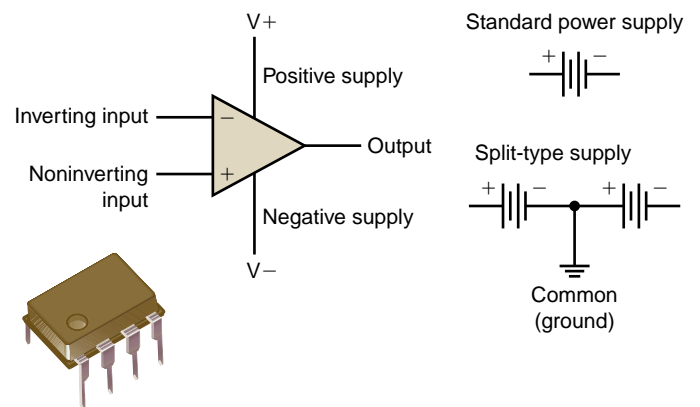 V+
Positive supply
Inverting input
−
Noninverting
input
+
Output
Negative supply
V−
Standard power supply
+ −
Split-type supply
+ − + −
Common
(ground)